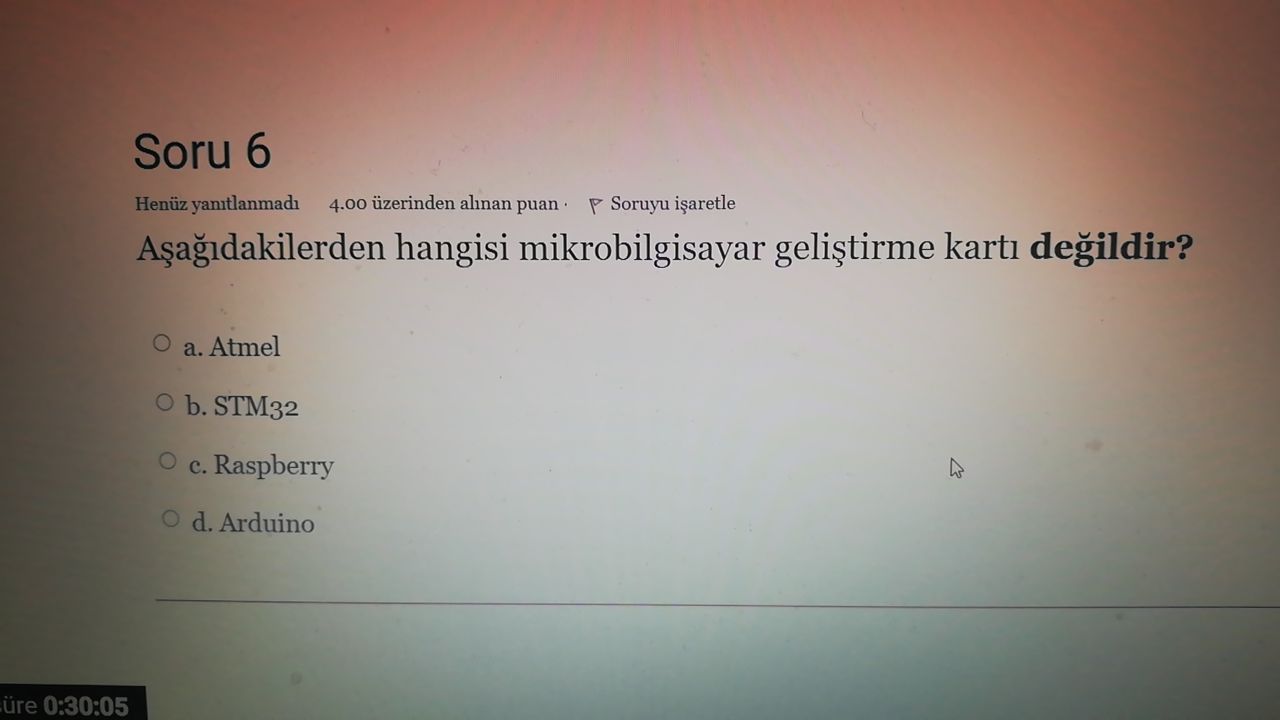 Soru 6
Henüz yanıtlanmadı 4.00 üzerinden alınan puan · Soruyu işaretle
Aşağıdakilerden hangisi mikrobilgisayar geliştirme kartı değildir?
a. Atmel
b. STM32
c. Raspberry
d. Arduino
üre 0:30:05